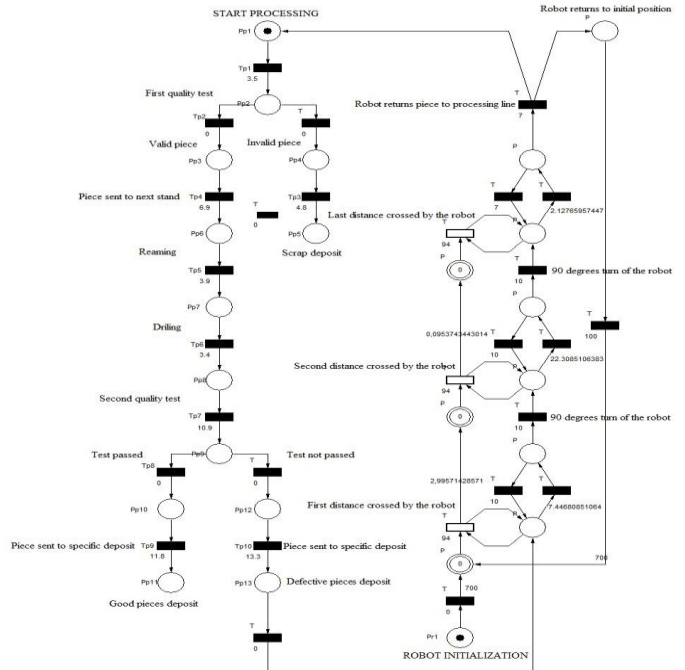 START PROCESSING
Robot returns to initial position
P
Pp1
Tp1
3.5
First quality test
Pp2
T
Robot returns piece to processing line
7
Tp2
0
T
0
Valid piece
Invalid piece
P
Pp3
Pp4
Piece sent to next stand
Tp4
6.9
Tp3
4.8
T
0
T
7
T
2.12765957447
Last distance crossed by the robot
T
94
P
Pp6
Pp5
Scrap deposit
Reaming
P
0
Tp5
3.9
T
10
90 degrees turn of the robot
P
Pp7
T
100
Driling
0,0953743443014
Tp6
3.4
T
10
22.3085106383
Second distance crossed by the robot
T
94
P
Pp8
Second quality test
P
0
Tp7
10.9
T
10
90 degrees turn of the robot
P
Test passed
Pp9
Test not passed
Tp8
0
T
0
2,99571428571
T
10
7.44680851064
Pp10
Pp12
First distance crossed by the robot
T
94
P
Piece sent to specific deposit
Tp9
11.8
Tp10
13.3
Piece sent to specific deposit
P
0
700
Pp11
Pp13
Defective pieces deposit
Good pieces deposit
T
0
700
T
0
Pr1
ROBOT INITIALIZATION